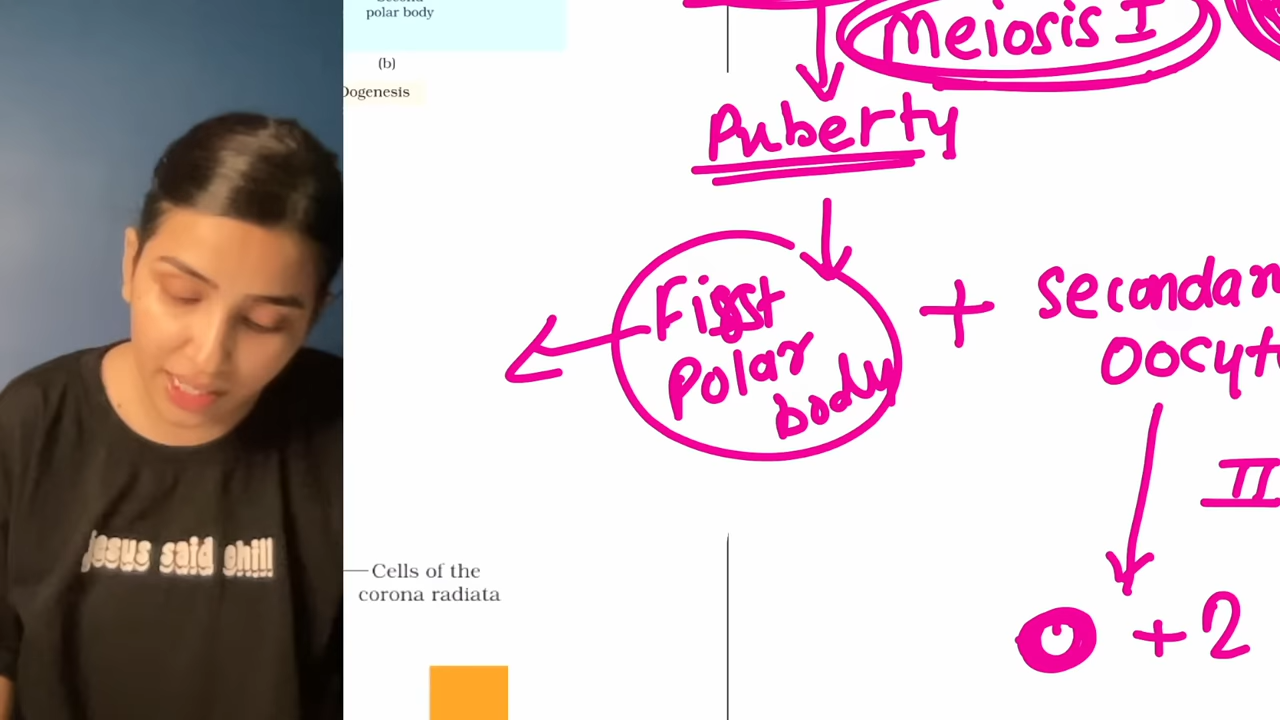 polar body
(b)
Oogenesis
Meiosis I
Puberty
First
Polar
body
+
Secondar
Oocyt
II
+ 2
Cells of the
corona radiata
Jesus said chill